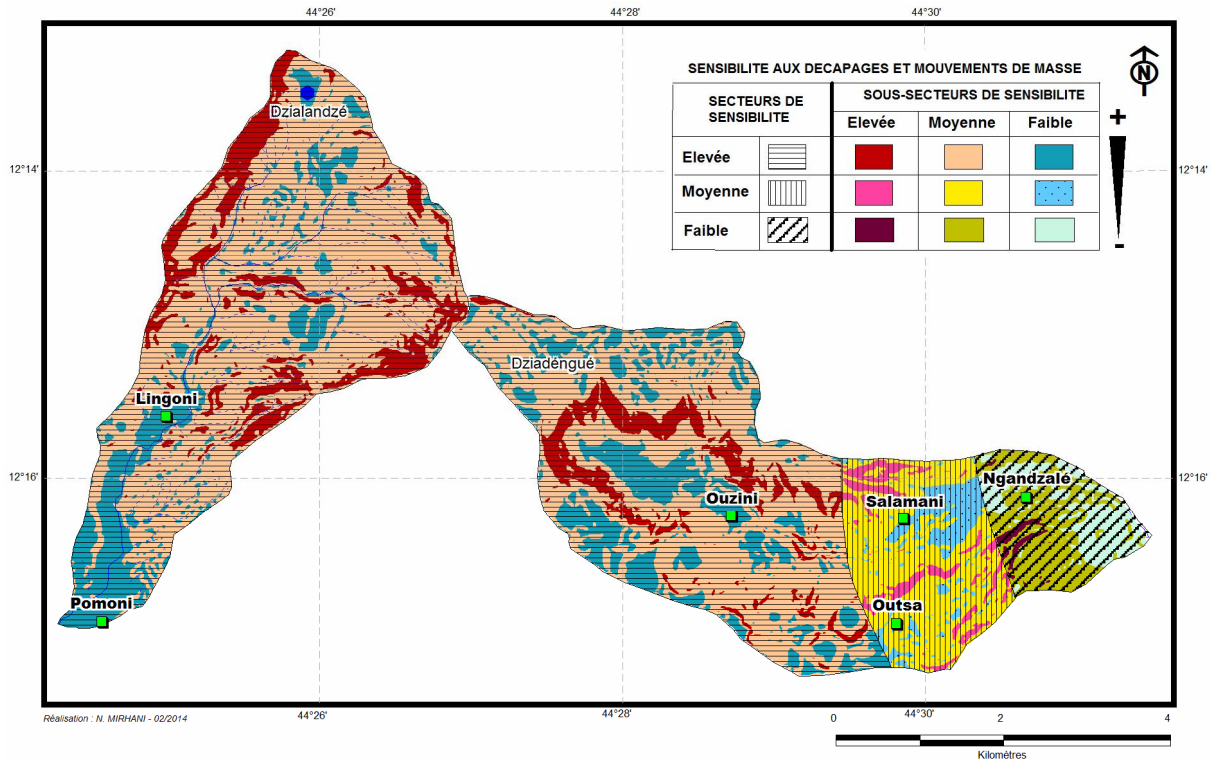 44°26' 44°28' 44°30'
SENSIBILITE AUX DECAPAGES ET MOUVEMENTS DE MASSE
N
SECTEURS DE SENSIBILITE
SOUS-SECTEURS DE SENSIBILITE
Elevée Moyenne Faible
+
Elevée
Moyenne
Faible
-
Dzialandzé
12°14' 12°14'
Dziadéngué
Lingoni
12°16' 12°16'
Ngandzalé
Ouzini
Salamani
Pomoni
Outsa
Réalisation : N. MIRHANI - 02/2014
44°26' 44°28' 44°30'
0 2 4
Kilomètres